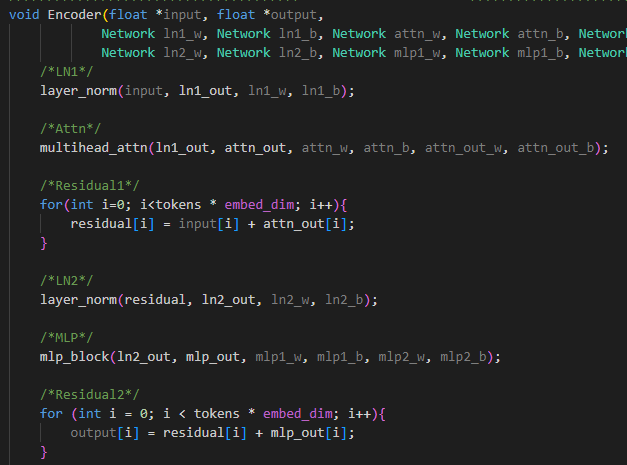 void Encoder(float *input, float *output,
Network ln1_w, Network ln1_b, Network attn_w, Network attn_b, Network
Network ln2_w, Network ln2_b, Network mlp1_w, Network mlp1_b, Network
/*LN1*/
layer_norm(input, ln1_out, ln1_w, ln1_b);
/*Attn*/
multihead_attn(ln1_out, attn_out, attn_w, attn_b, attn_out_w, attn_out_b);
/*Residual1*/
for(int i=0; i<tokens * embed_dim; i++){
residual[i] = input[i] + attn_out[i];
}
/*LN2*/
layer_norm(residual, ln2_out, ln2_w, ln2_b);
/*MLP*/
mlp_block(ln2_out, mlp_out, mlp1_w, mlp1_b, mlp2_w, mlp2_b);
/*Residual2*/
for (int i = 0; i < tokens * embed_dim; i++){
output[i] = residual[i] + mlp_out[i];
}